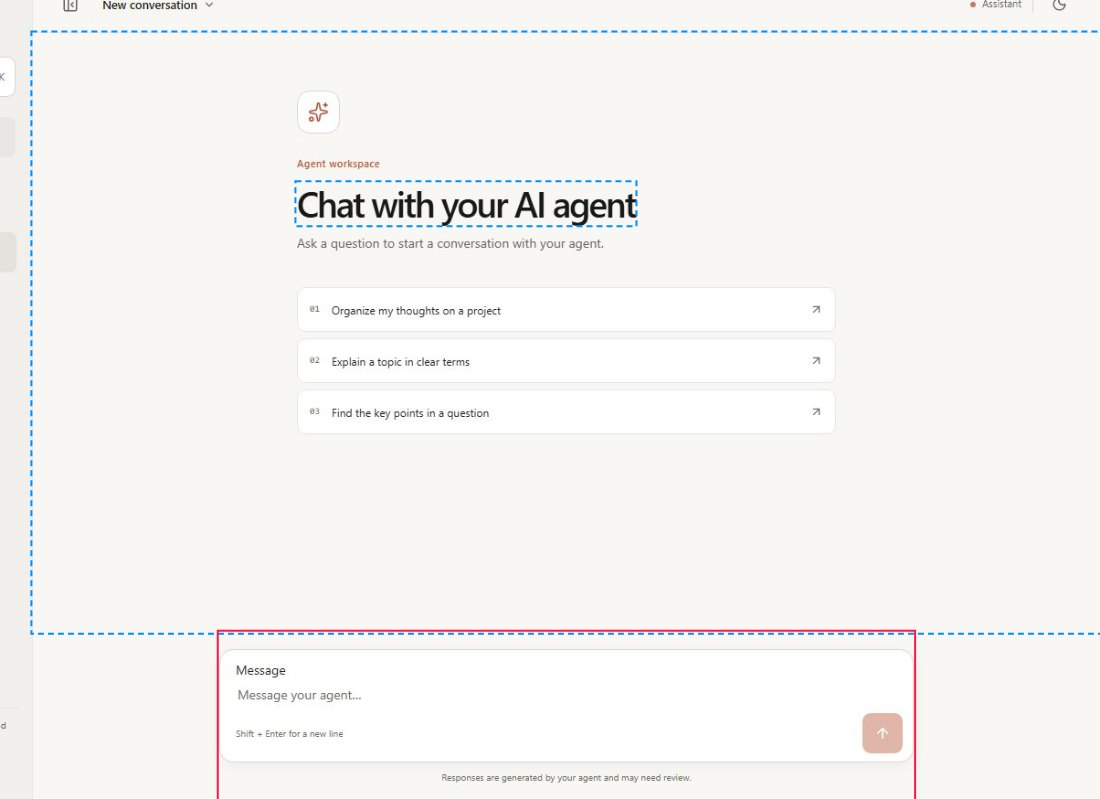 New conversation
Assistant
K
Agent workspace
Chat with your AI agent
Ask a question to start a conversation with your agent.
01 Organize my thoughts on a project
02 Explain a topic in clear terms
03 Find the key points in a question
Message
Message your agent...
Shift + Enter for a new line
d
Responses are generated by your agent and may need review.